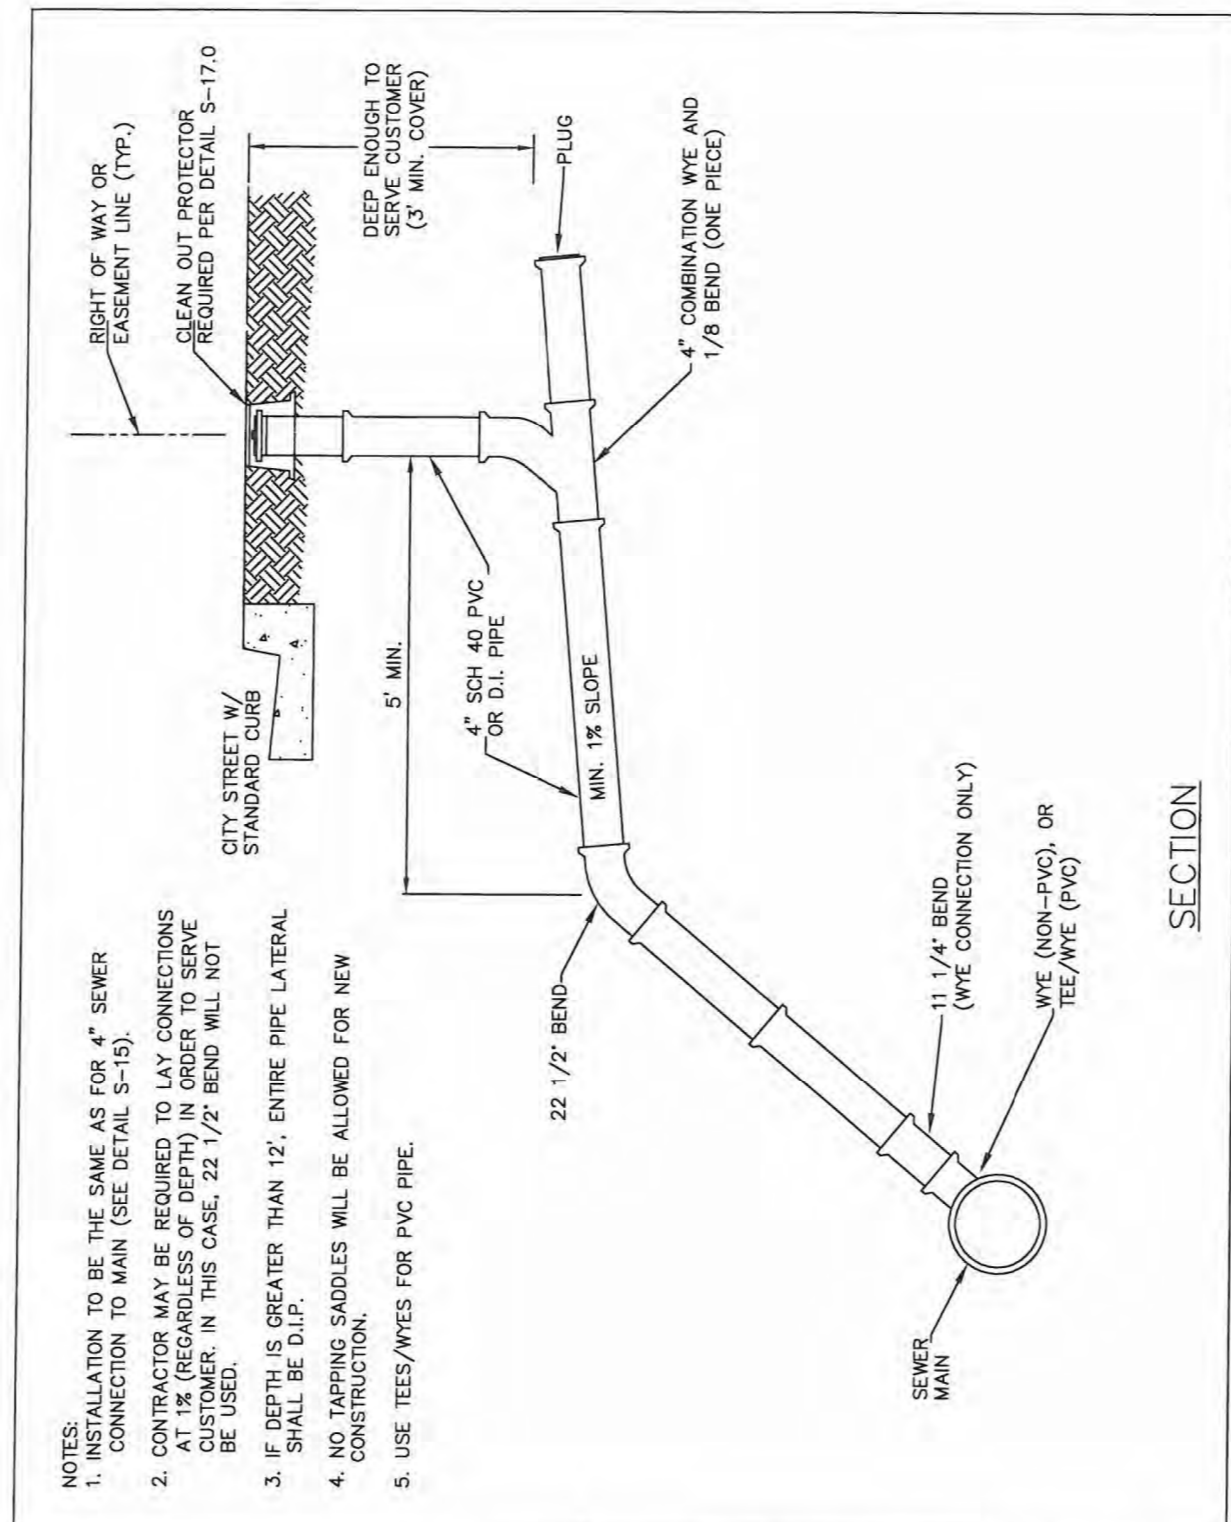 NOTES:
1. INSTALLATION TO BE THE SAME AS FOR 4" SEWER
CONNECTION TO MAIN (SEE DETAIL S-15).
2. CONTRACTOR MAY BE REQUIRED TO LAY CONNECTIONS
AT 1% (REGARDLESS OF DEPTH) IN ORDER TO SERVE
CUSTOMER. IN THIS CASE, 22 1/2° BEND WILL NOT
BE USED.
3. IF DEPTH IS GREATER THAN 12', ENTIRE PIPE LATERAL
SHALL BE D.I.P.
4. NO TAPPING SADDLES WILL BE ALLOWED FOR NEW
CONSTRUCTION.
5. USE TEES/WYES FOR PVC PIPE.
RIGHT OF WAY OR
EASEMENT LINE (TYP.)
CLEAN OUT PROTECTOR
REQUIRED PER DETAIL S-17.0
CITY STREET W/
STANDARD CURB
DEEP ENOUGH TO
SERVE CUSTOMER
(3' MIN. COVER)
5' MIN.
4" SCH 40 PVC
OR D.I. PIPE
PLUG
MIN. 1% SLOPE
4" COMBINATION WYE AND
1/8 BEND (ONE PIECE)
22 1/2° BEND
11 1/4° BEND
(WYE CONNECTION ONLY)
WYE (NON-PVC), OR
TEE/WYE (PVC)
SEWER
MAIN
SECTION